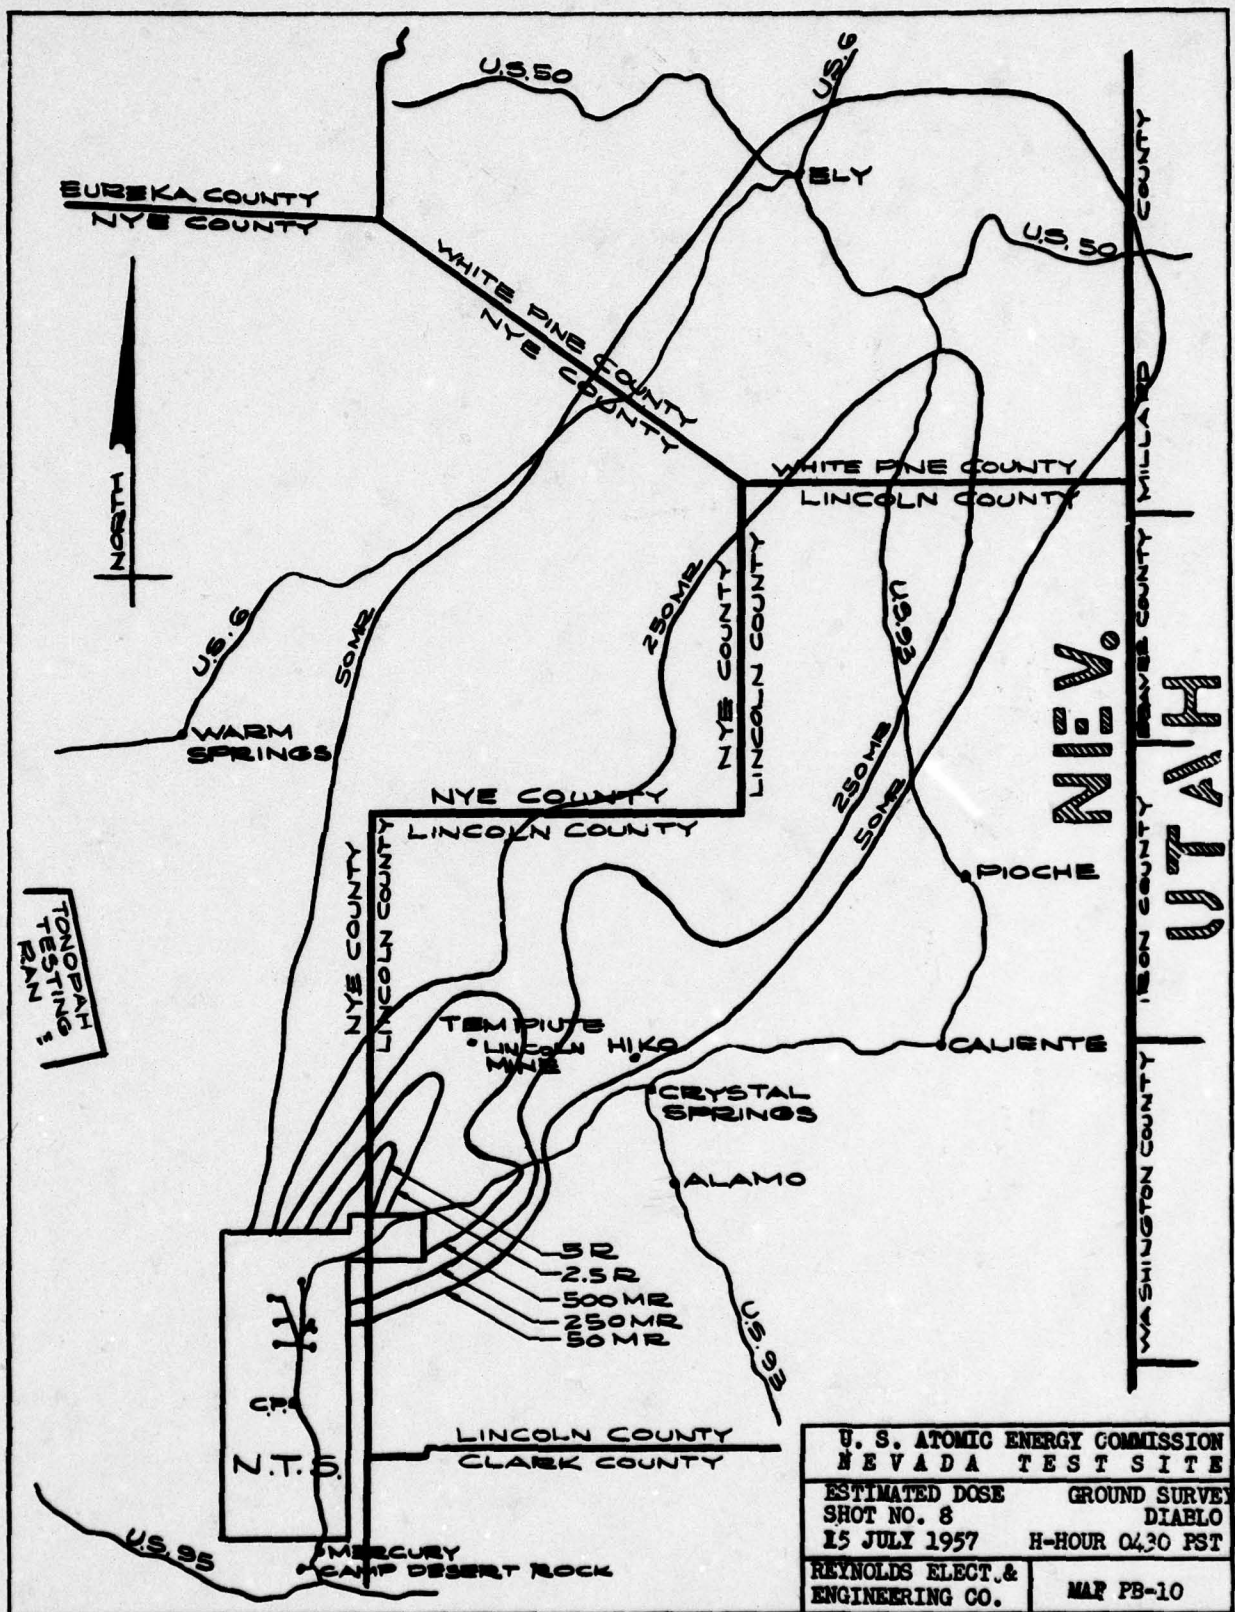 U.S. 50
U.S. 6
ELY
EUREKA COUNTY
NYE COUNTY
COUNTY
U.S. 50
WHITE PINE COUNTY
NYE COUNTY
NORTH
MILLARD
WHITE PINE COUNTY
LINCOLN COUNTY
50MR
250MR
NYE COUNTY
LINCOLN COUNTY
U.S. 93
BEAVER COUNTY
U.S. 6
NEV.
UTAH
WARM
SPRINGS
250MR
50MR
NYE COUNTY
LINCOLN COUNTY
NYE COUNTY
LINCOLN COUNTY
PIOCHE
IRON COUNTY
TONOPAH
TESTING
RAN
TEMPIUTE
LINCOLN
MINE
HIKO
CALIENTE
CRYSTAL
SPRINGS
ALAMO
WASHINGTON COUNTY
5R
2.5R
500MR
250MR
50MR
U.S. 93
C.P.
N.T.S.
LINCOLN COUNTY
CLARK COUNTY
U.S. 95
MERCURY
CAMP DESERT ROCK
U. S. ATOMIC ENERGY COMMISSION
NEVADA TEST SITE
ESTIMATED DOSE GROUND SURVEY
SHOT NO. 8 DIABLO
15 JULY 1957 H-HOUR 0430 PST
REYNOLDS ELECT. &
ENGINEERING CO.
MAP PB-10